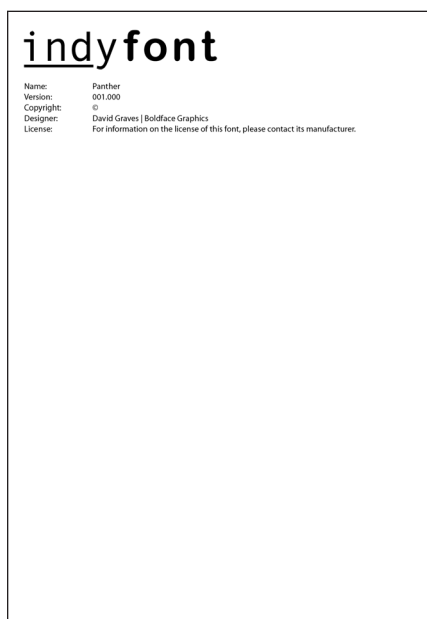 indyfont
Name: Panther
Version: 001.000
Copyright: ©
Designer: David Graves | Boldface Graphics
License: For information on the license of this font, please contact its manufacturer.